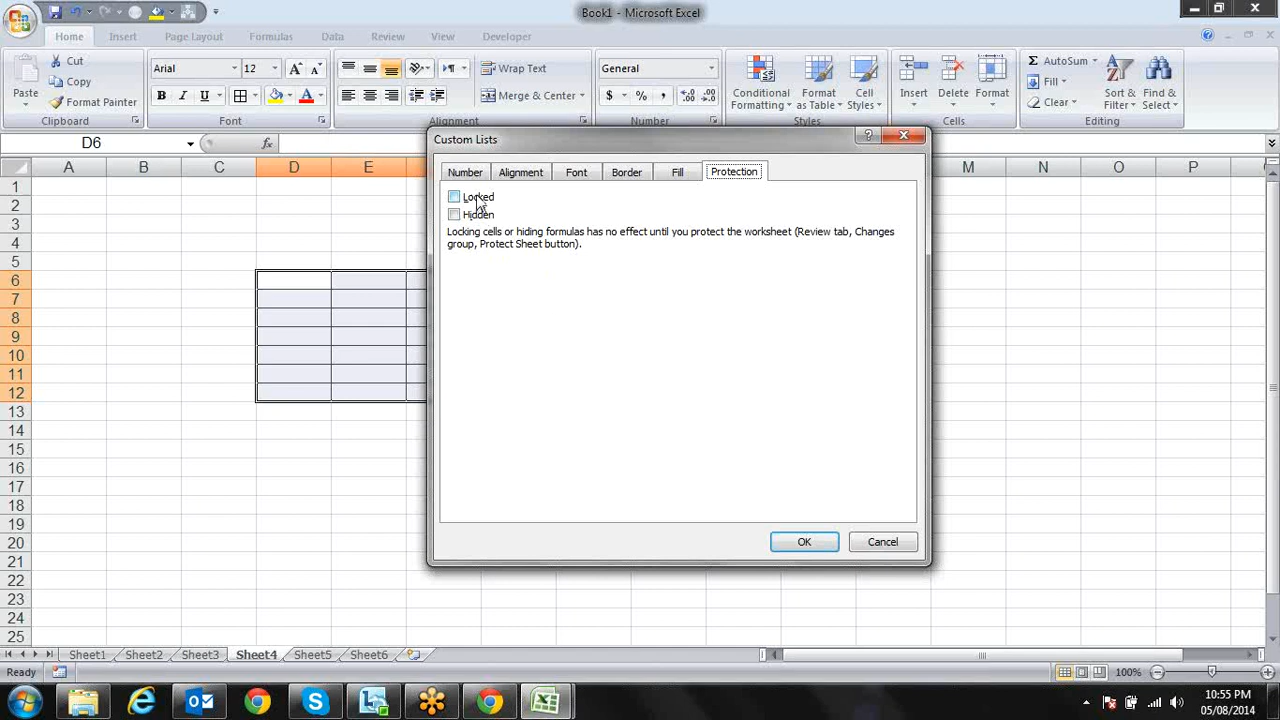 Book1 - Microsoft Excel
Home Insert Page Layout Formulas Data Review View Developer
Paste
Cut
Copy
Format Painter
Clipboard
Arial 12
B I U
Font
Wrap Text
Merge & Center
Alignment
General
$ % ,
Number
Conditional Formatting
Format as Table
Cell Styles
Styles
Insert Delete Format
Cells
Σ AutoSum
Fill
Clear
Sort & Filter
Find & Select
Editing
D6 fx
A B C D E M N O P
Custom Lists
Number Alignment Font Border Fill Protection
Locked
Hidden
Locking cells or hiding formulas has no effect until you protect the worksheet (Review tab, Changes
group, Protect Sheet button).
OK Cancel
1
2
3
4
5
6
7
8
9
10
11
12
13
14
15
16
17
18
19
20
21
22
23
24
25
Sheet1 Sheet2 Sheet3 Sheet4 Sheet5 Sheet6
Ready 100%
10:55 PM
05/08/2014